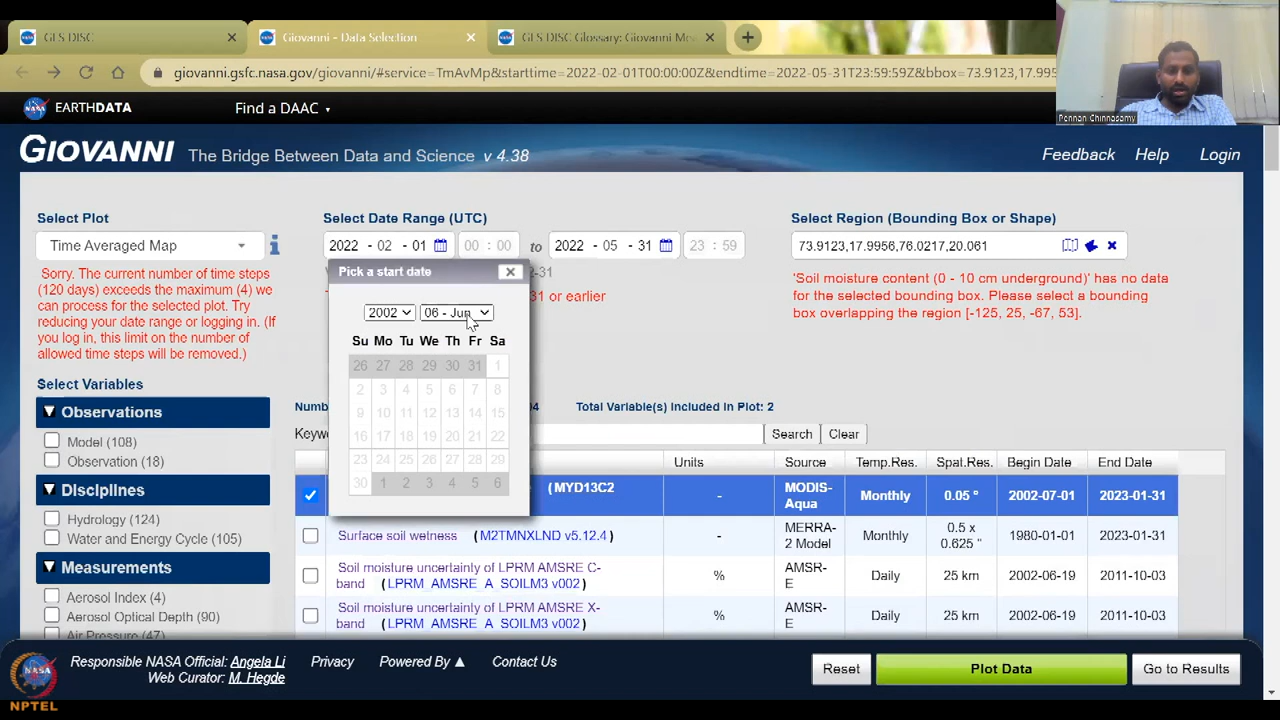 GES DISC
Giovanni - Data Selection
GES DISC Glossary: Giovanni Me
giovanni.gsfc.nasa.gov/giovanni/#service=TmAvMp&starttime=2022-02-01T00:00:00Z&endtime=2022-05-31T23:59:59Z&bbox=73.9123,17.995
Pennan Chinnasamy
EARTHDATA Find a DAAC
GIOVANNI The Bridge Between Data and Science v 4.38 Feedback Help Login
Select Plot
Time Averaged Map
Sorry. The current number of time steps
(120 days) exceeds the maximum (4) we
can process for the selected plot. Try
reducing your date range or logging in. (If
you log in, this limit on the number of
allowed time steps will be removed.)
Select Date Range (UTC)
2022 - 02 - 01 00 : 00 to 2022 - 05 - 31 23 : 59
-31
31 or earlier
Pick a start date
2002 06 - Jun
Su Mo Tu We Th Fr Sa
26 27 28 29 30 31 1
2 3 4 5 6 7 8
9 10 11 12 13 14 15
16 17 18 19 20 21 22
23 24 25 26 27 28 29
30 1 2 3 4 5 6
Select Region (Bounding Box or Shape)
73.9123,17.9956,76.0217,20.061
'Soil moisture content (0 - 10 cm underground)' has no data
for the selected bounding box. Please select a bounding
box overlapping the region [-125, 25, -67, 53].
Select Variables
Observations
Model (108)
Observation (18)
Disciplines
Hydrology (124)
Water and Energy Cycle (105)
Measurements
Aerosol Index (4)
Aerosol Optical Depth (90)
Air Pressure (47)
Numb 04 Total Variable(s) included in Plot: 2
Keyw Search Clear
Units Source Temp.Res. Spat.Res. Begin Date End Date
(MYD13C2 - MODIS-Aqua Monthly 0.05 ° 2002-07-01 2023-01-31
Surface soil wetness (M2TMNXLND v5.12.4) - MERRA-2 Model Monthly 0.5 x 0.625 ° 1980-01-01 2023-01-31
Soil moisture uncertainly of LPRM AMSRE C-band (LPRM_AMSRE_A_SOILM3 v002) % AMSR-E Daily 25 km 2002-06-19 2011-10-03
Soil moisture uncertainly of LPRM AMSRE X-band (LPRM_AMSRE_A_SOILM3 v002) % AMSR-E Daily 25 km 2002-06-19 2011-10-03
Responsible NASA Official: Angela Li Privacy Powered By Contact Us
Web Curator: M. Hegde
Reset Plot Data Go to Results
NPTEL